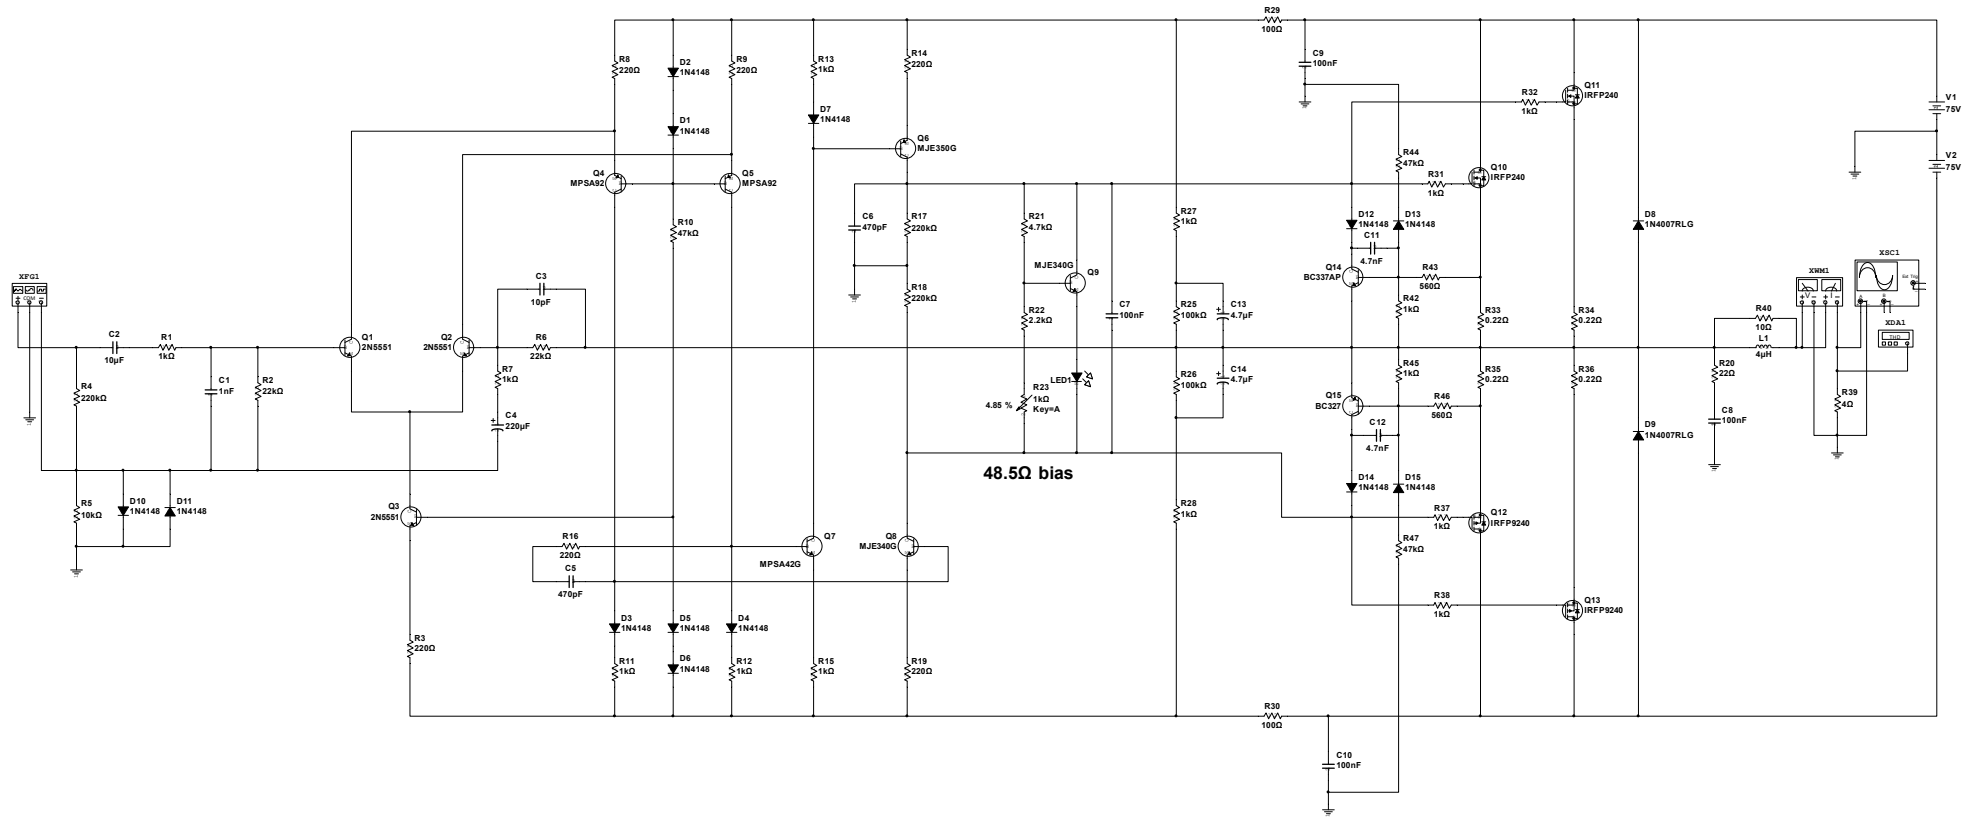 R29
100Ω
R8
220Ω
D2
1N4148
R9
220Ω
R13
1kΩ
R14
220Ω
C9
100nF
Q11
IRFP240
R32
1kΩ
V1
75V
D1
1N4148
D7
1N4148
Q6
MJE350G
R44
47kΩ
Q10
IRFP240
V2
75V
Q4
MPSA92
Q5
MPSA92
R31
1kΩ
R10
47kΩ
C6
470pF
R17
220kΩ
R21
4.7kΩ
R27
1kΩ
D12
1N4148
D13
1N4148
D8
1N4007RLG
C11
4.7nF
XFG1
COM
C3
10pF
MJE340G
Q9
Q14
BC337AP
R43
560Ω
XWM1
V
I
XSC1
Ext Trig
A
B
R18
220kΩ
R22
2.2kΩ
C7
100nF
R25
100kΩ
C13
4.7µF
R42
1kΩ
R33
0.22Ω
R34
0.22Ω
R40
10Ω
XDA1
THD
C2
10µF
R1
1kΩ
Q1
2N5551
Q2
2N5551
R6
22kΩ
L1
4µH
R4
220kΩ
C1
1nF
R2
22kΩ
R7
1kΩ
LED1
4.85 %
R23
1kΩ
Key=A
R26
100kΩ
C14
4.7µF
R45
1kΩ
R35
0.22Ω
R36
0.22Ω
R20
22Ω
R39
4Ω
Q15
BC327
R46
560Ω
C4
220µF
C12
4.7nF
C8
100nF
D9
1N4007RLG
48.5Ω bias
R5
10kΩ
D10
1N4148
D11
1N4148
Q3
2N5551
D14
1N4148
D15
1N4148
R28
1kΩ
R37
1kΩ
Q12
IRFP9240
R16
220Ω
Q7
MPSA42G
Q8
MJE340G
R47
47kΩ
C5
470pF
R38
1kΩ
Q13
IRFP9240
D3
1N4148
D5
1N4148
D4
1N4148
R3
220Ω
R11
1kΩ
D6
1N4148
R12
1kΩ
R15
1kΩ
R19
220Ω
R30
100Ω
C10
100nF